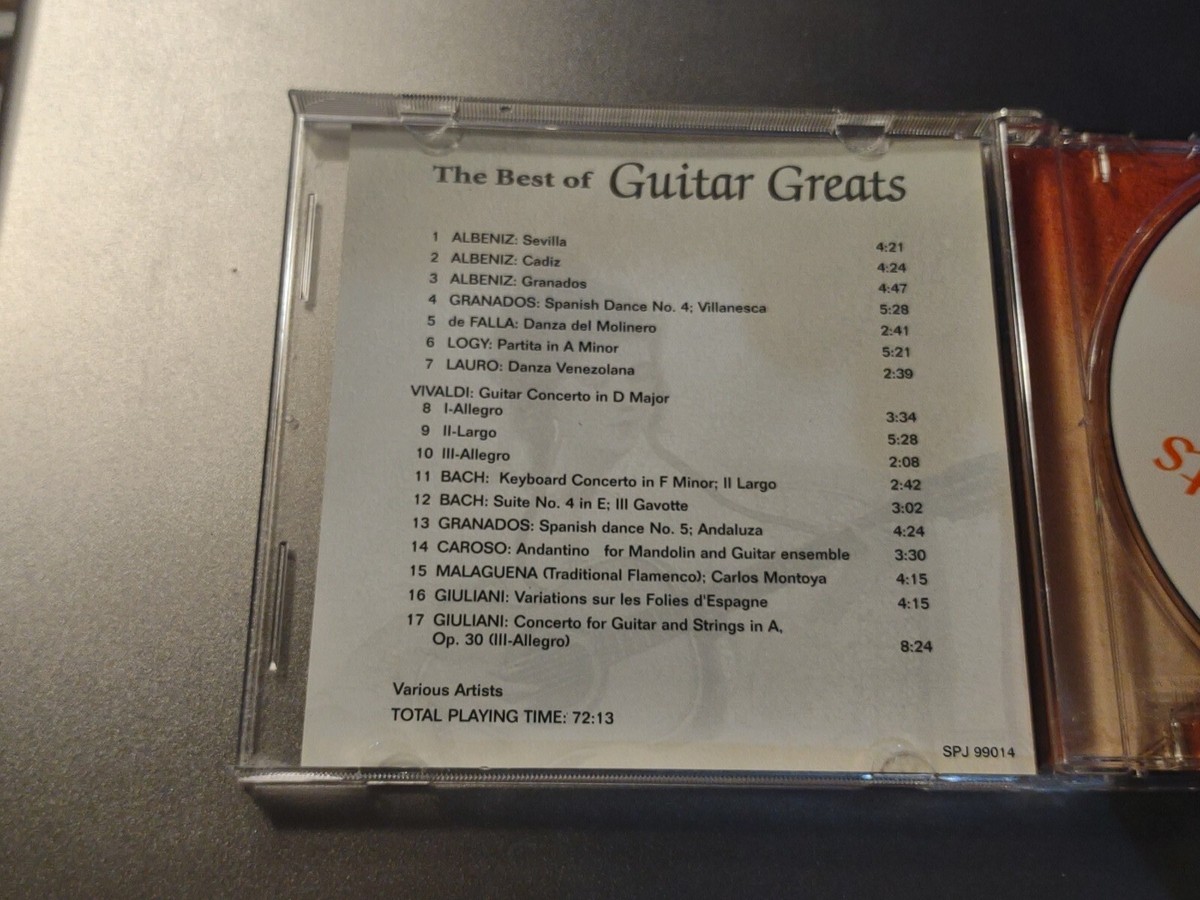 The Best of Guitar Greats
1 ALBENIZ: Sevilla 4:21
2 ALBENIZ: Cadiz 4:24
3 ALBENIZ: Granados 4:47
4 GRANADOS: Spanish Dance No. 4; Villanesca 5:28
5 de FALLA: Danza del Molinero 2:41
6 LOGY: Partita in A Minor 5:21
7 LAURO: Danza Venezolana 2:39
VIVALDI: Guitar Concerto in D Major
8 I-Allegro 3:34
9 II-Largo 5:28
10 III-Allegro 2:08
11 BACH: Keyboard Concerto in F Minor; II Largo 2:42
12 BACH: Suite No. 4 in E; III Gavotte 3:02
13 GRANADOS: Spanish dance No. 5; Andaluza 4:24
14 CAROSO: Andantino for Mandolin and Guitar ensemble 3:30
15 MALAGUENA (Traditional Flamenco); Carlos Montoya 4:15
16 GIULIANI: Variations sur les Folies d'Espagne 4:15
17 GIULIANI: Concerto for Guitar and Strings in A,
Op. 30 (III-Allegro) 8:24
Various Artists
TOTAL PLAYING TIME: 72:13
SPJ 99014